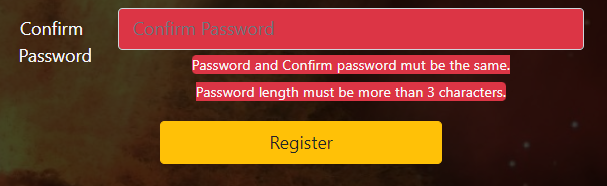 Confirm Password
Confirm Password
Password and Confirm password mut be the same.
Password length must be more than 3 characters.
Register